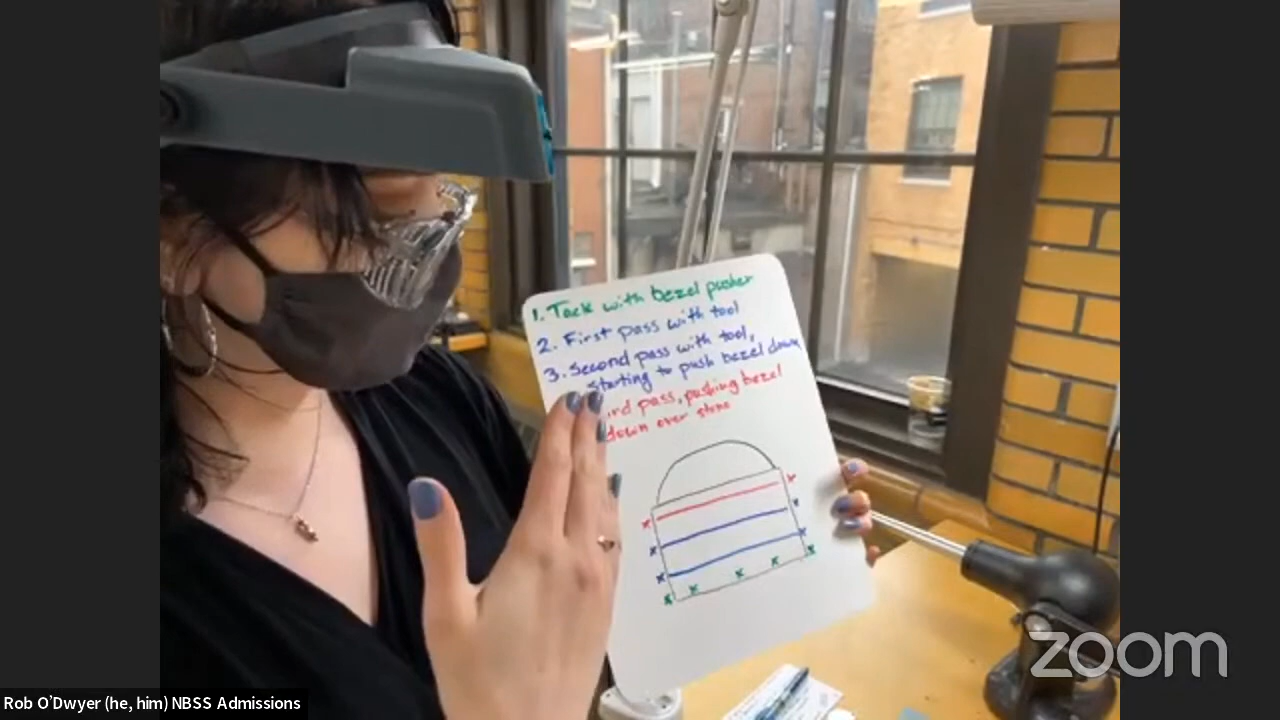 1. Tack with bezel pusher
2. First pass with tool
3. Second pass with tool,
starting to push bezel down
ird pass, pushing bezel
down over stone
zoom
Rob O'Dwyer (he, him) NBSS Admissions